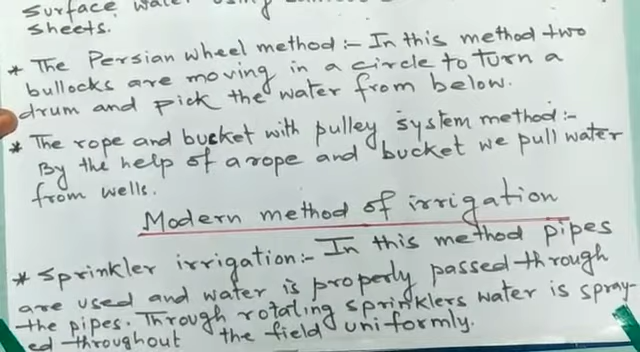 surface water using
sheets.
* The Persian wheel method :- In this method two
bullocks are moving in a circle to turn a
drum and pick the water from below.
* The rope and bucket with pulley system method :-
By the help of a rope and bucket we pull water
from wells.
Modern method of irrigation
* Sprinkler irrigation :- In this method pipes
are used and water is properly passed through
the pipes. Through rotating sprinklers water is spray-
ed throughout the field uniformly.